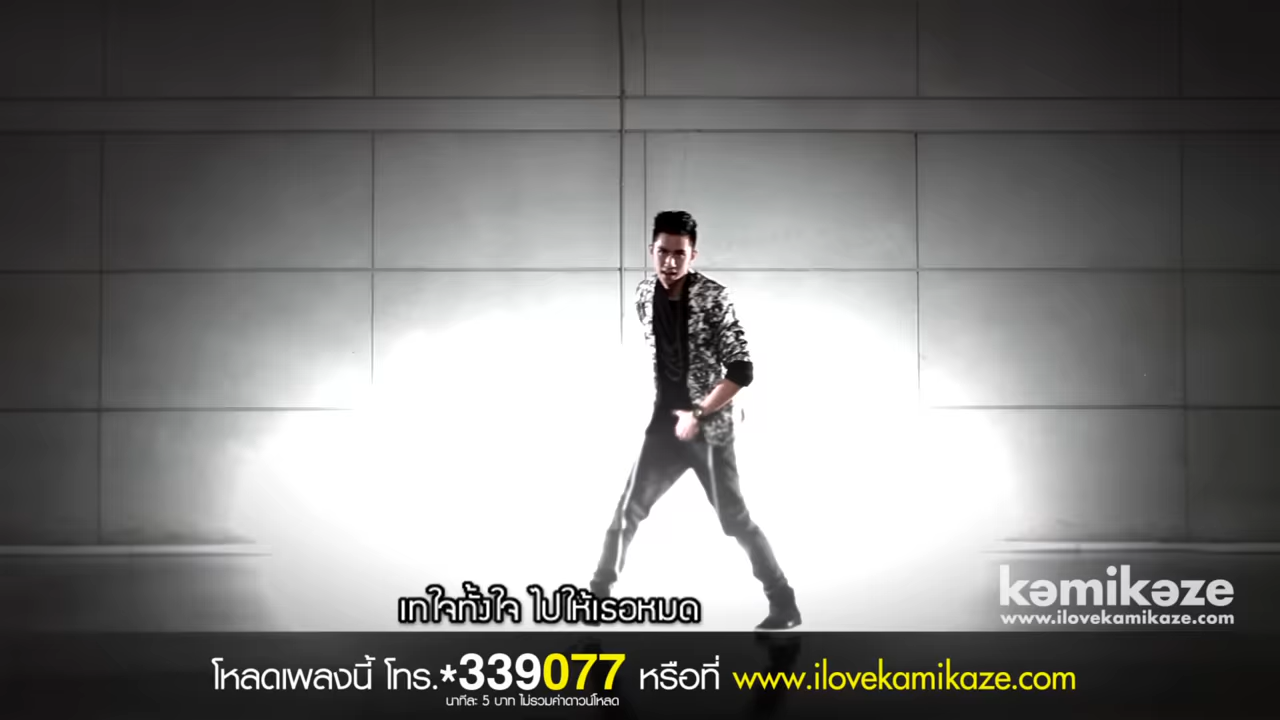 kəmikəze
www.ilovekamikaze.com
เทใจทั้งใจ ไปให้เธอหมด
โหลดเพลงนี้ โทร.*339077 หรือที่ www.ilovekamikaze.com
นาทีละ 5 บาท ไม่รวมค่าดาวน์โหลด